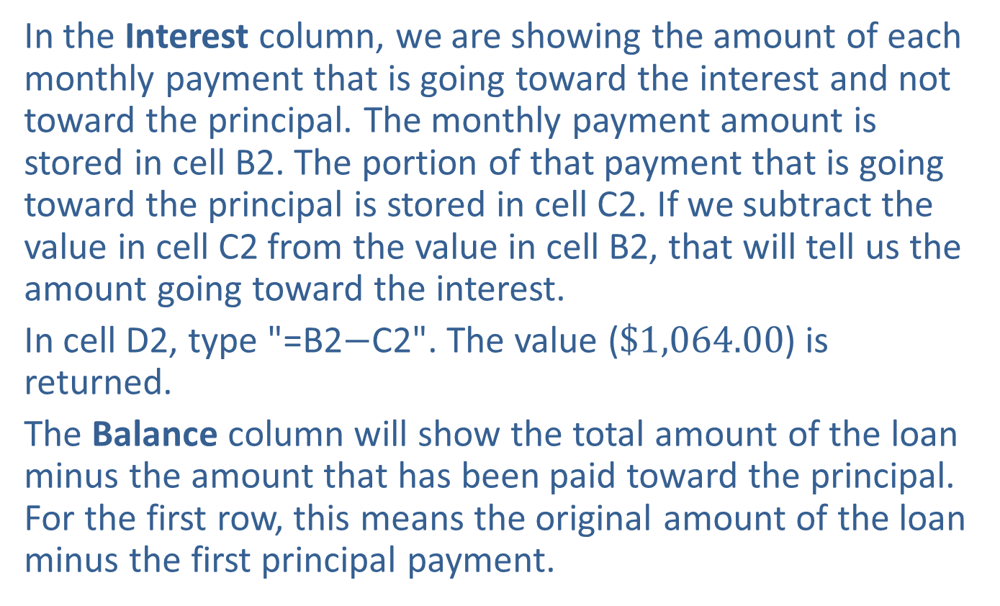 In the Interest column, we are showing the amount of each
monthly payment that is going toward the interest and not
toward the principal. The monthly payment amount is
stored in cell B2. The portion of that payment that is going
toward the principal is stored in cell C2. If we subtract the
value in cell C2 from the value in cell B2, that will tell us the
amount going toward the interest.
In cell D2, type "=B2−C2". The value ($1,064.00) is
returned.
The Balance column will show the total amount of the loan
minus the amount that has been paid toward the principal.
For the first row, this means the original amount of the loan
minus the first principal payment.